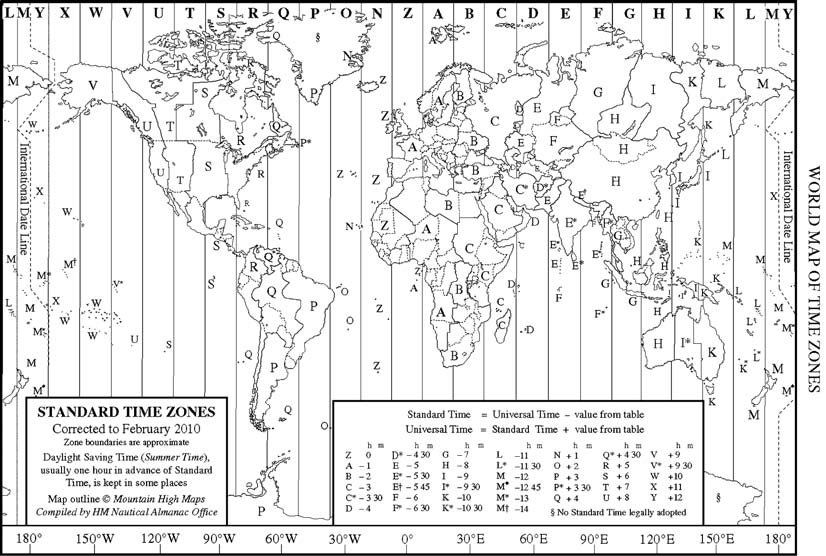 L M Y X W V U T S R Q P O N Z A B C D E F G H I K L M Y
International Date Line
International Date Line
WORLD MAP OF TIME ZONES
STANDARD TIME ZONES
Corrected to February 2010
Zone boundaries are approximate
Daylight Saving Time (Summer Time),
usually one hour in advance of Standard
Time, is kept in some places
Map outline © Mountain High Maps
Compiled by HM Nautical Almanac Office
Standard Time = Universal Time − value from table
Universal Time = Standard Time + value from table
h m h m h m h m h m h m h m
Z 0 D* − 4 30 G − 7 L −11 N + 1 Q* + 4 30 V + 9
A − 1 E − 5 H − 8 L* −11 30 O + 2 R + 5 V* + 9 30
B − 2 E* − 5 30 I − 9 M −12 P + 3 S + 6 W +10
C − 3 E† − 5 45 I* − 9 30 M♦ −12 45 P* + 3 30 T + 7 X +11
C* − 3 30 F − 6 K −10 M* −13 Q + 4 U + 8 Y +12
D − 4 F* − 6 30 K* −10 30 M† −14 § No Standard Time legally adopted
180° 150°W 120°W 90°W 60°W 30°W 0° 30°E 60°E 90°E 120°E 150°E 180°